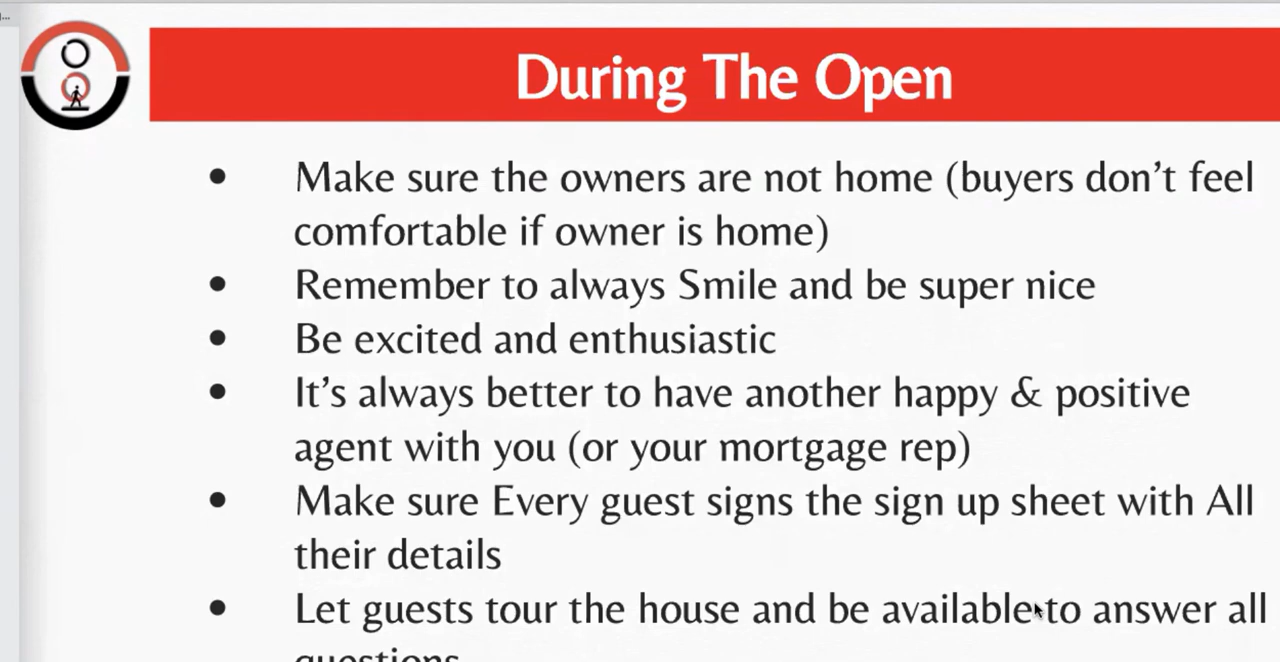 During The Open
• Make sure the owners are not home (buyers don't feel
comfortable if owner is home)
• Remember to always Smile and be super nice
• Be excited and enthusiastic
• It's always better to have another happy & positive
agent with you (or your mortgage rep)
• Make sure Every guest signs the sign up sheet with All
their details
• Let guests tour the house and be available to answer all
questions